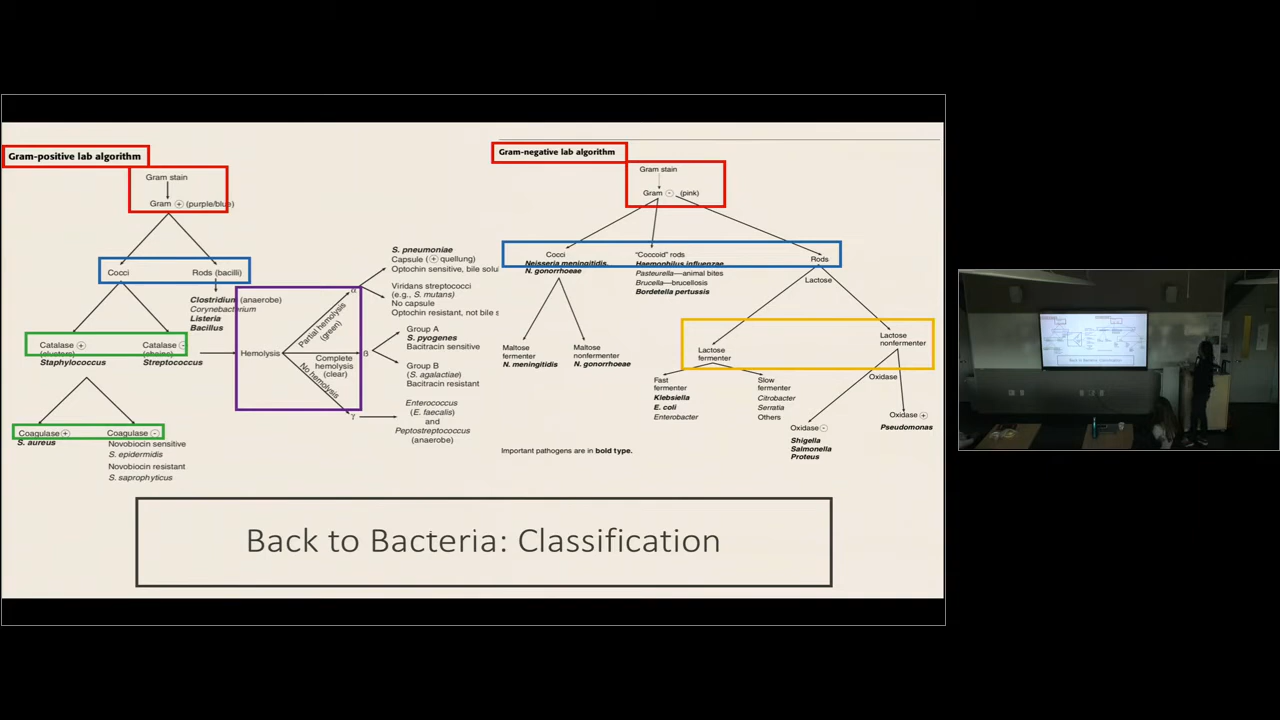 Gram-positive lab algorithm
Gram stain
Gram + (purple/blue)
Cocci
Rods (bacilli)
Clostridium (anaerobe)
Corynebacterium
Listeria
Bacillus
Catalase +
(clusters)
Staphylococcus
Catalase -
(chains)
Streptococcus
Coagulase +
S. aureus
Coagulase -
Novobiocin sensitive
S. epidermidis
Novobiocin resistant
S. saprophyticus
Hemolysis
Partial hemolysis
(green)
α
Complete
hemolysis
(clear)
β
No hemolysis
γ
S. pneumoniae
Capsule (+ quellung)
Optochin sensitive, bile solu
Viridans streptococci
(e.g., S. mutans)
No capsule
Optochin resistant, not bile s
Group A
S. pyogenes
Bacitracin sensitive
Group B
(S. agalactiae)
Bacitracin resistant
Enterococcus
(E. faecalis)
and
Peptostreptococcus
(anaerobe)
Gram-negative lab algorithm
Gram stain
Gram - (pink)
Cocci
Neisseria meningitidis,
N. gonorrhoeae
"Coccoid" rods
Haemophilus influenzae
Pasteurella—animal bites
Brucella—brucellosis
Bordetella pertussis
Rods
Lactose
Maltose
fermenter
N. meningitidis
Maltose
nonfermenter
N. gonorrhoeae
Lactose
fermenter
Lactose
nonfermenter
Fast
fermenter
Klebsiella
E. coli
Enterobacter
Slow
fermenter
Citrobacter
Serratia
Others
Oxidase
Oxidase -
Shigella
Salmonella
Proteus
Oxidase +
Pseudomonas
Important pathogens are in bold type.
Back to Bacteria: Classification